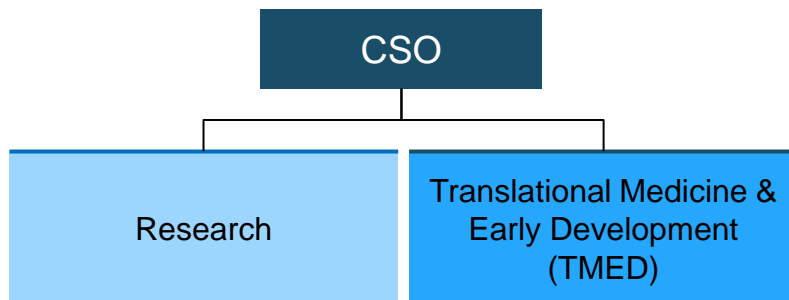 CSO
Research
Translational Medicine &
Early Development
(TMED)